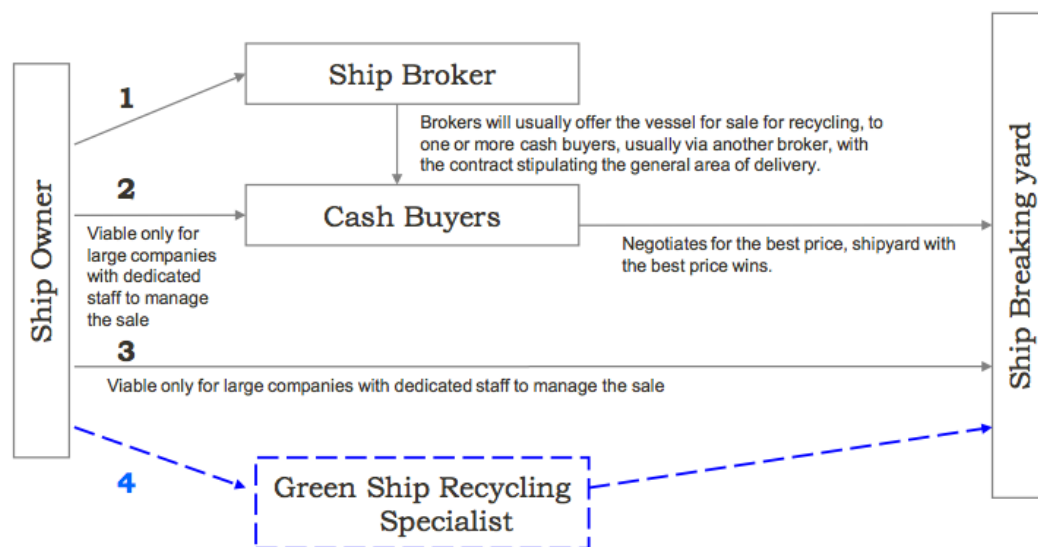 Ship Owner
1
Ship Broker
Brokers will usually offer the vessel for sale for recycling, to
one or more cash buyers, usually via another broker, with
the contract stipulating the general area of delivery.
2
Viable only for
large companies
with dedicated
staff to manage
the sale
Cash Buyers
Negotiates for the best price, shipyard with
the best price wins.
3
Viable only for large companies with dedicated staff to manage the sale
4
Green Ship Recycling
Specialist
Ship Breaking yard